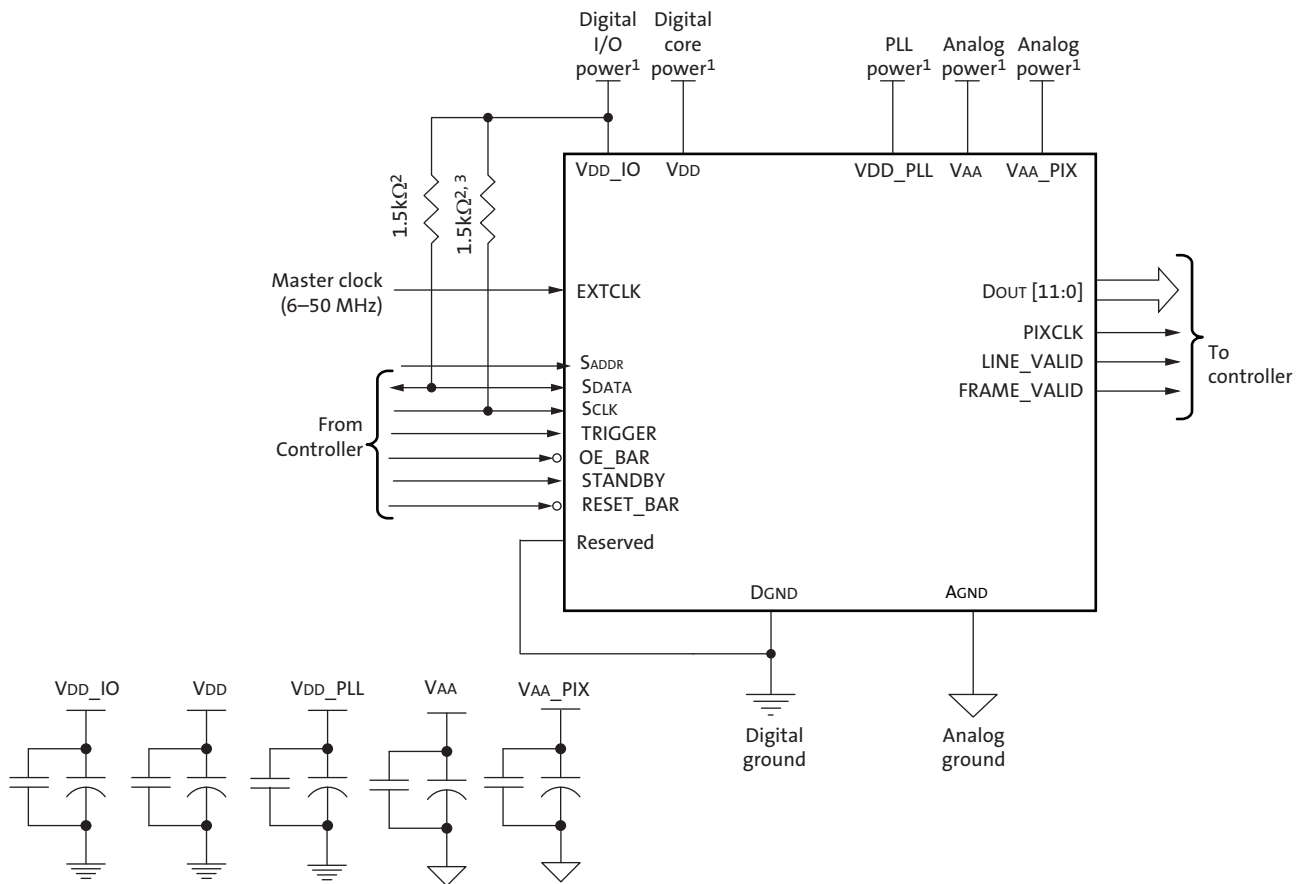 Digital
I/O
power1
Digital
core
power1
PLL
power1
Analog
power1
Analog
power1
VDD_IO
VDD
VDD_PLL
VAA
VAA_PIX
1.5kΩ2
1.5kΩ2, 3
Master clock
(6–50 MHz)
EXTCLK
SADDR
SDATA
SCLK
TRIGGER
OE_BAR
STANDBY
RESET_BAR
Reserved
From
Controller
DOUT [11:0]
PIXCLK
LINE_VALID
FRAME_VALID
To
controller
DGND
AGND
Digital
ground
Analog
ground
VDD_IO
VDD
VDD_PLL
VAA
VAA_PIX